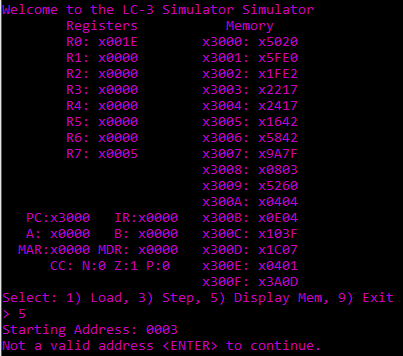 Welcome to the LC-3 Simulator Simulator
Registers Memory
R0: x001E x3000: x5020
R1: x0000 x3001: x5FE0
R2: x0000 x3002: x1FE2
R3: x0000 x3003: x2217
R4: x0000 x3004: x2417
R5: x0000 x3005: x1642
R6: x0000 x3006: x5842
R7: x0005 x3007: x9A7F
x3008: x0803
x3009: x5260
x300A: x0404
PC:x3000 IR:x0000 x300B: x0E04
A: x0000 B: x0000 x300C: x103F
MAR:x0000 MDR: x0000 x300D: x1C07
CC: N:0 Z:1 P:0 x300E: x0401
x300F: x3A0D
Select: 1) Load, 3) Step, 5) Display Mem, 9) Exit
> 5
Starting Address: 0003
Not a valid address <ENTER> to continue.